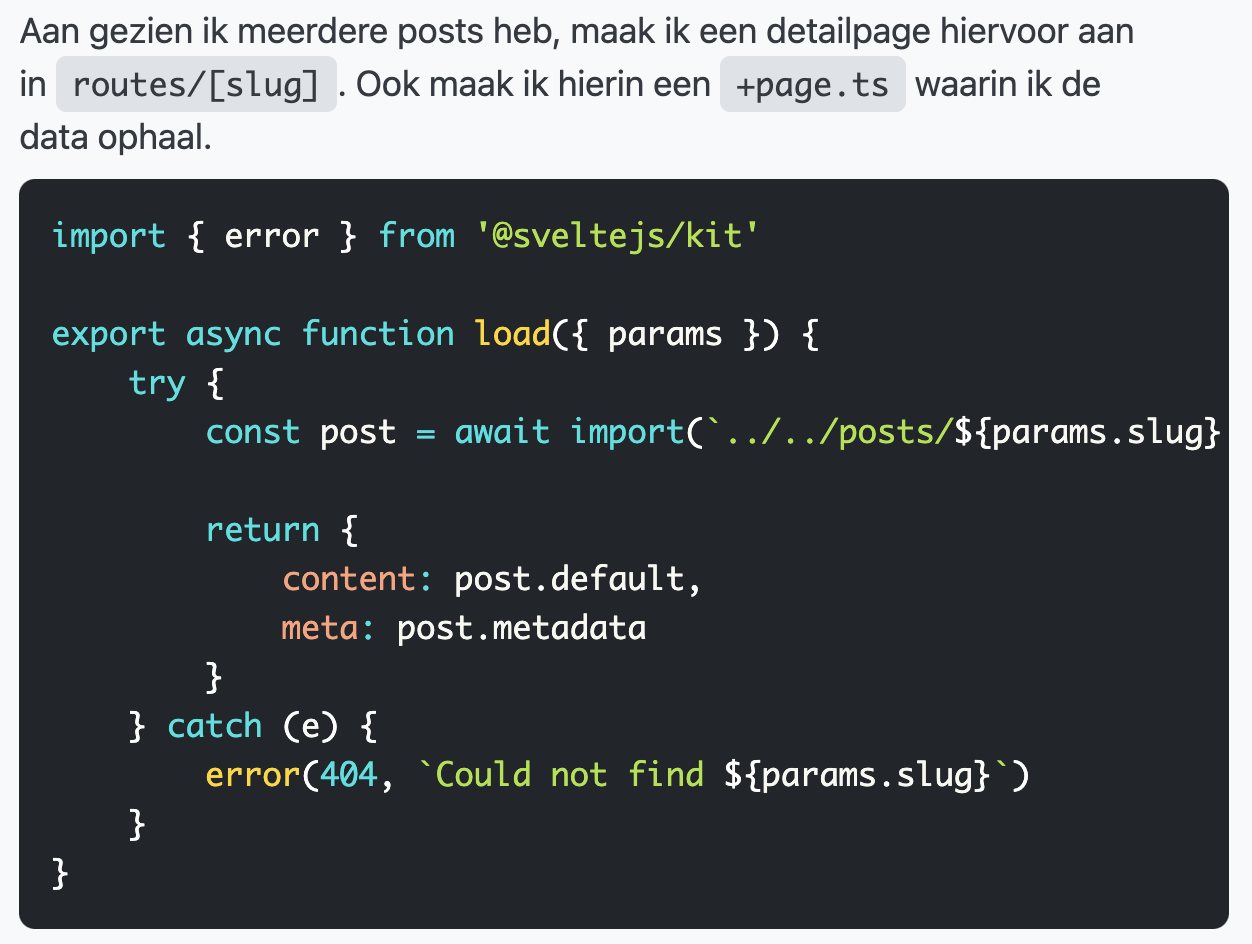 Aan gezien ik meerdere posts heb, maak ik een detailpage hiervoor aan
in routes/[slug] . Ook maak ik hierin een +page.ts waarin ik de
data ophaal.
import { error } from '@sveltejs/kit'
export async function load({ params }) {
try {
const post = await import(`../../posts/${params.slug}
return {
content: post.default,
meta: post.metadata
}
} catch (e) {
error(404, `Could not find ${params.slug}`)
}
}